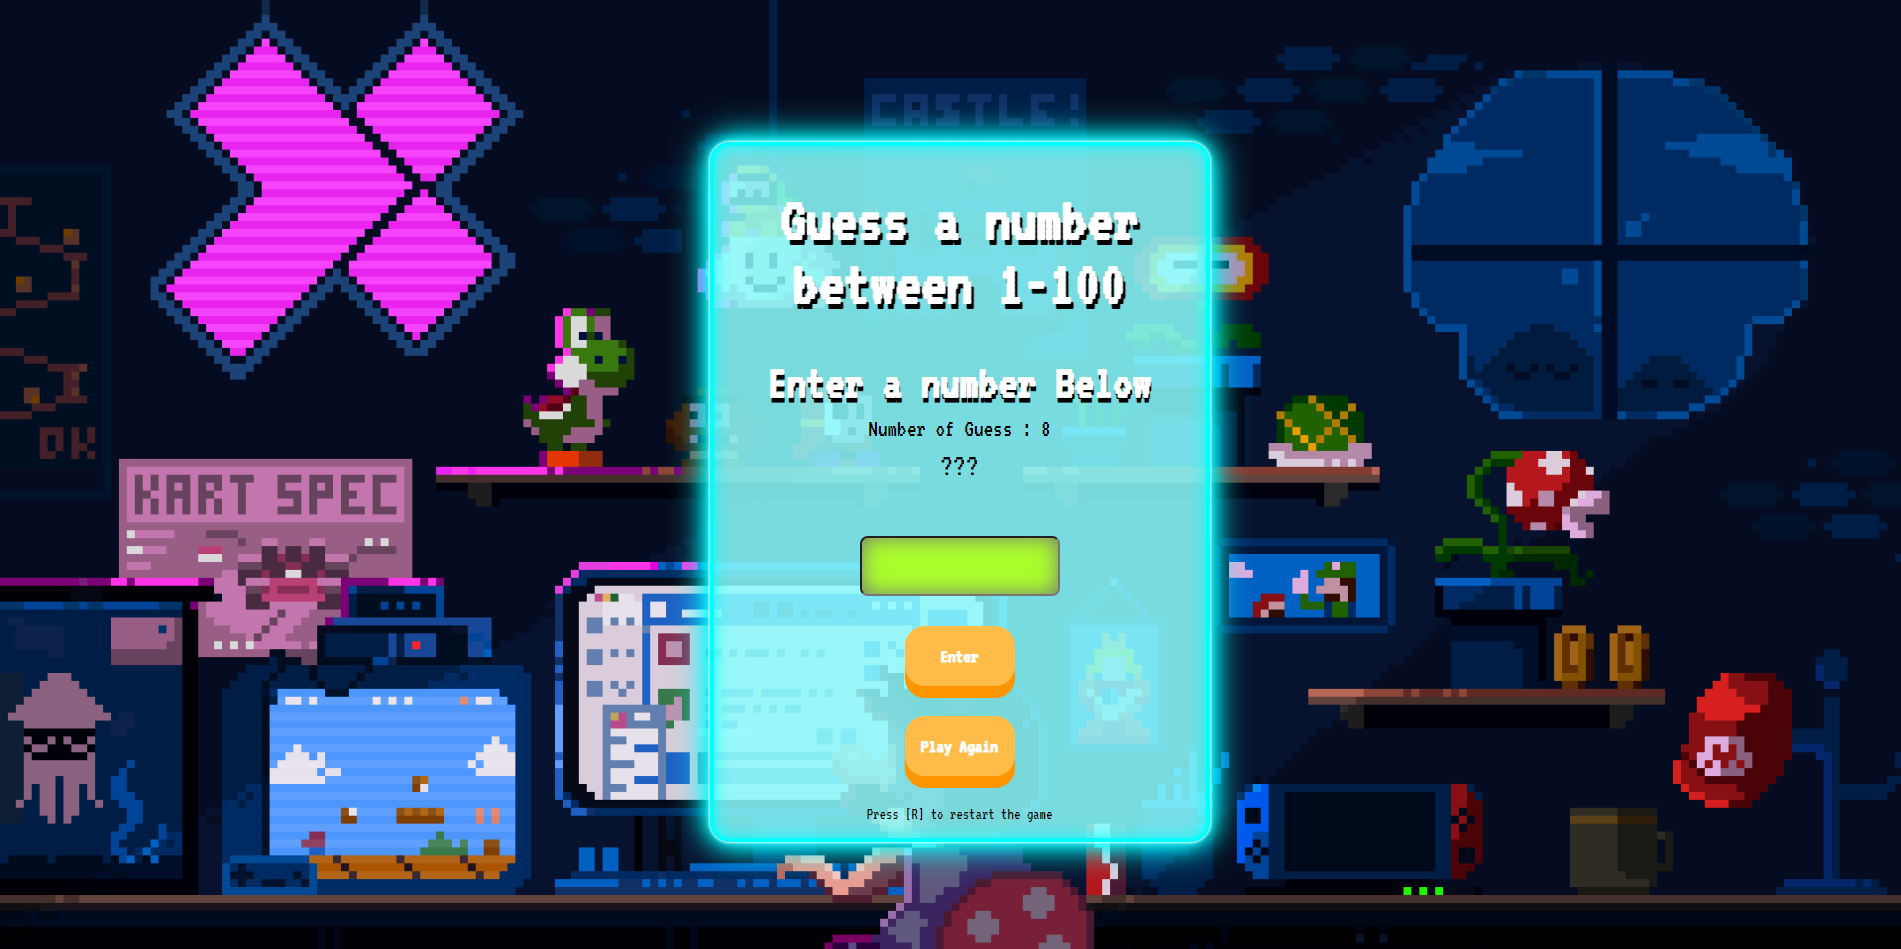 CASTLE!
Guess a number
between 1-100
Enter a number Below
Number of Guess : 8
???
OK
KART SPEC
Enter
Play Again
Press [R] to restart the game